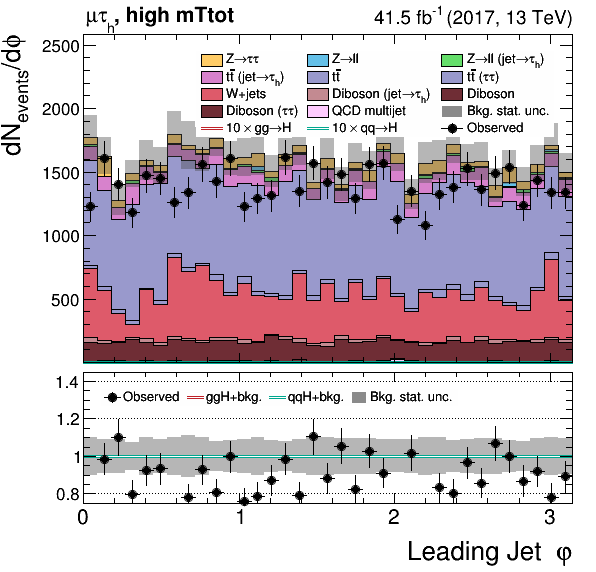 μτh, high mTtot 41.5 fb⁻¹ (2017, 13 TeV)
dNevents/dϕ
2500
2000
1500
1000
500
Z→ττ Z→ll Z→ll (jet→τh)
tt̄ (jet→τh) tt̄ tt̄ (ττ)
W+jets Diboson (jet→τh) Diboson
Diboson (ττ) QCD multijet Bkg. stat. unc.
10 × gg→H 10 × qq→H Observed
1.4
1.2
1
0.8
Observed ggH+bkg. qqH+bkg. Bkg. stat. unc.
0 1 2 3
Leading Jet φ